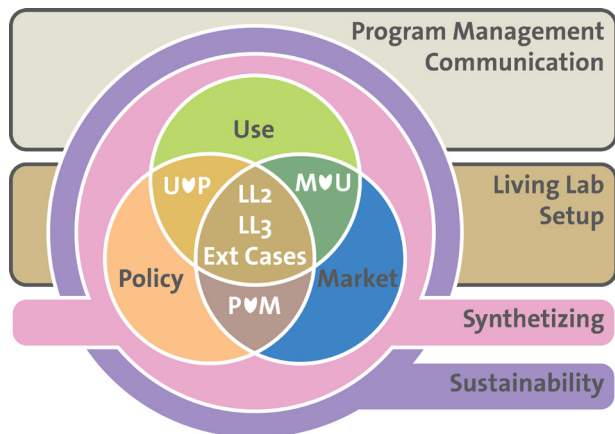 Program Management
Communication
Use
U♥P
M♥U
LL2
LL3
Ext Cases
Living Lab
Setup
Policy
Market
P♥M
Synthetizing
Sustainability